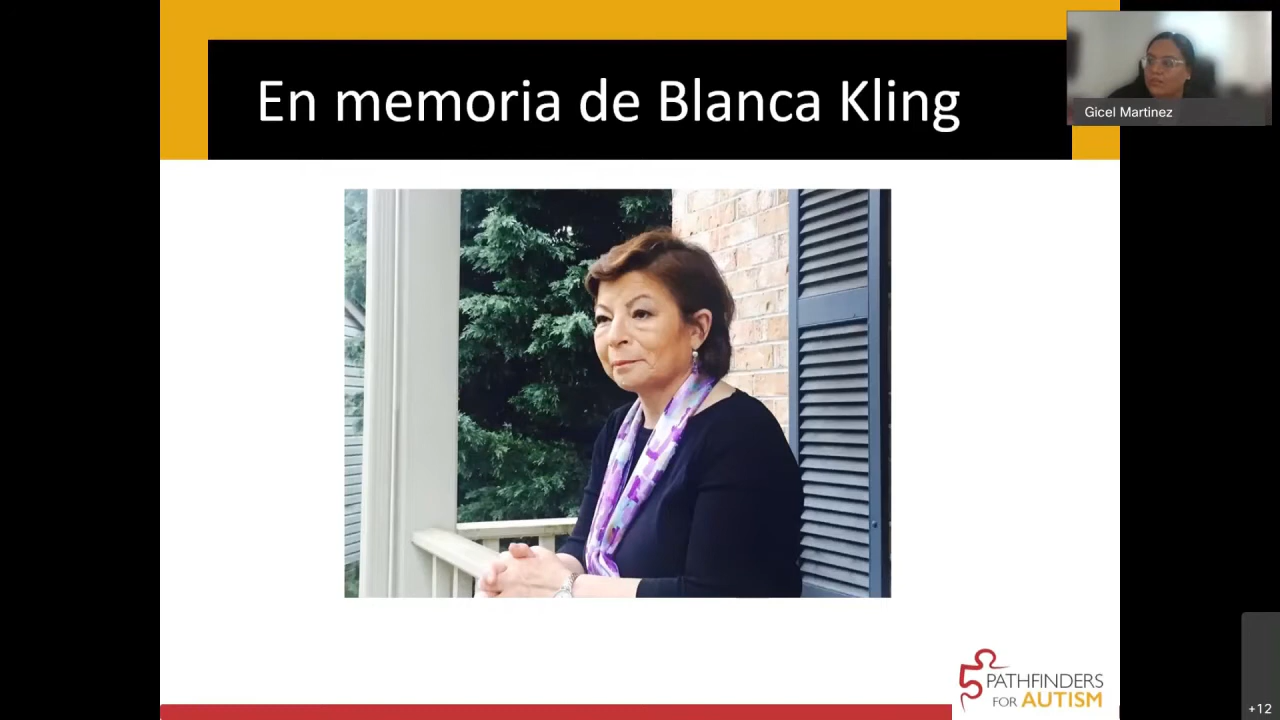 En memoria de Blanca Kling
Gicel Martinez
PATHFINDERS
FOR AUTISM
+12